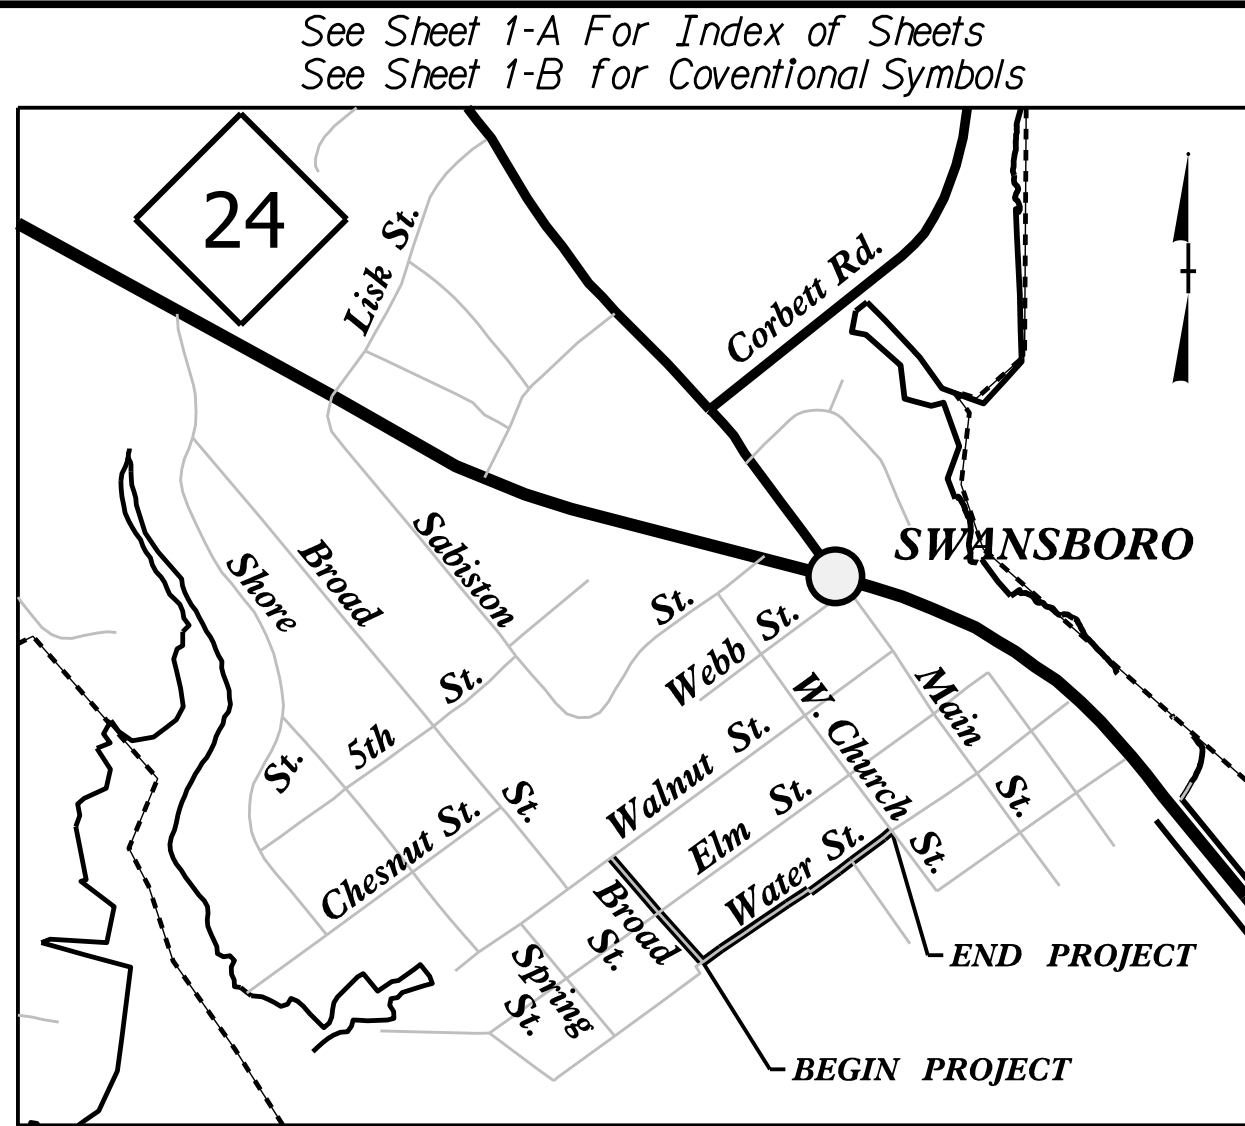 See Sheet 1-A For Index of Sheets
See Sheet 1-B for Coventional Symbols
24
Lisk St.
Corbett Rd.
SWANSBORO
Shore
St.
Broad
St.
Sabiston
St.
Webb St.
5th
St.
W. Church
St.
Main
St.
Walnut St.
Chesnut St.
Elm St.
Water St.
Broad
St.
Spring
St.
END PROJECT
BEGIN PROJECT